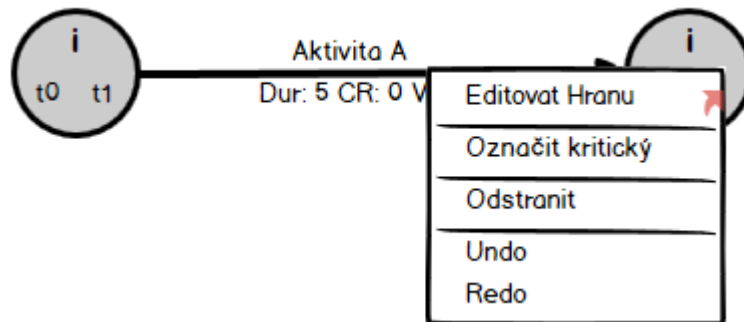 i
i
Aktivita A
t0 t1
Dur: 5 CR: 0 V
Editovat Hranu
Označit kritický
Odstranit
Undo
Redo